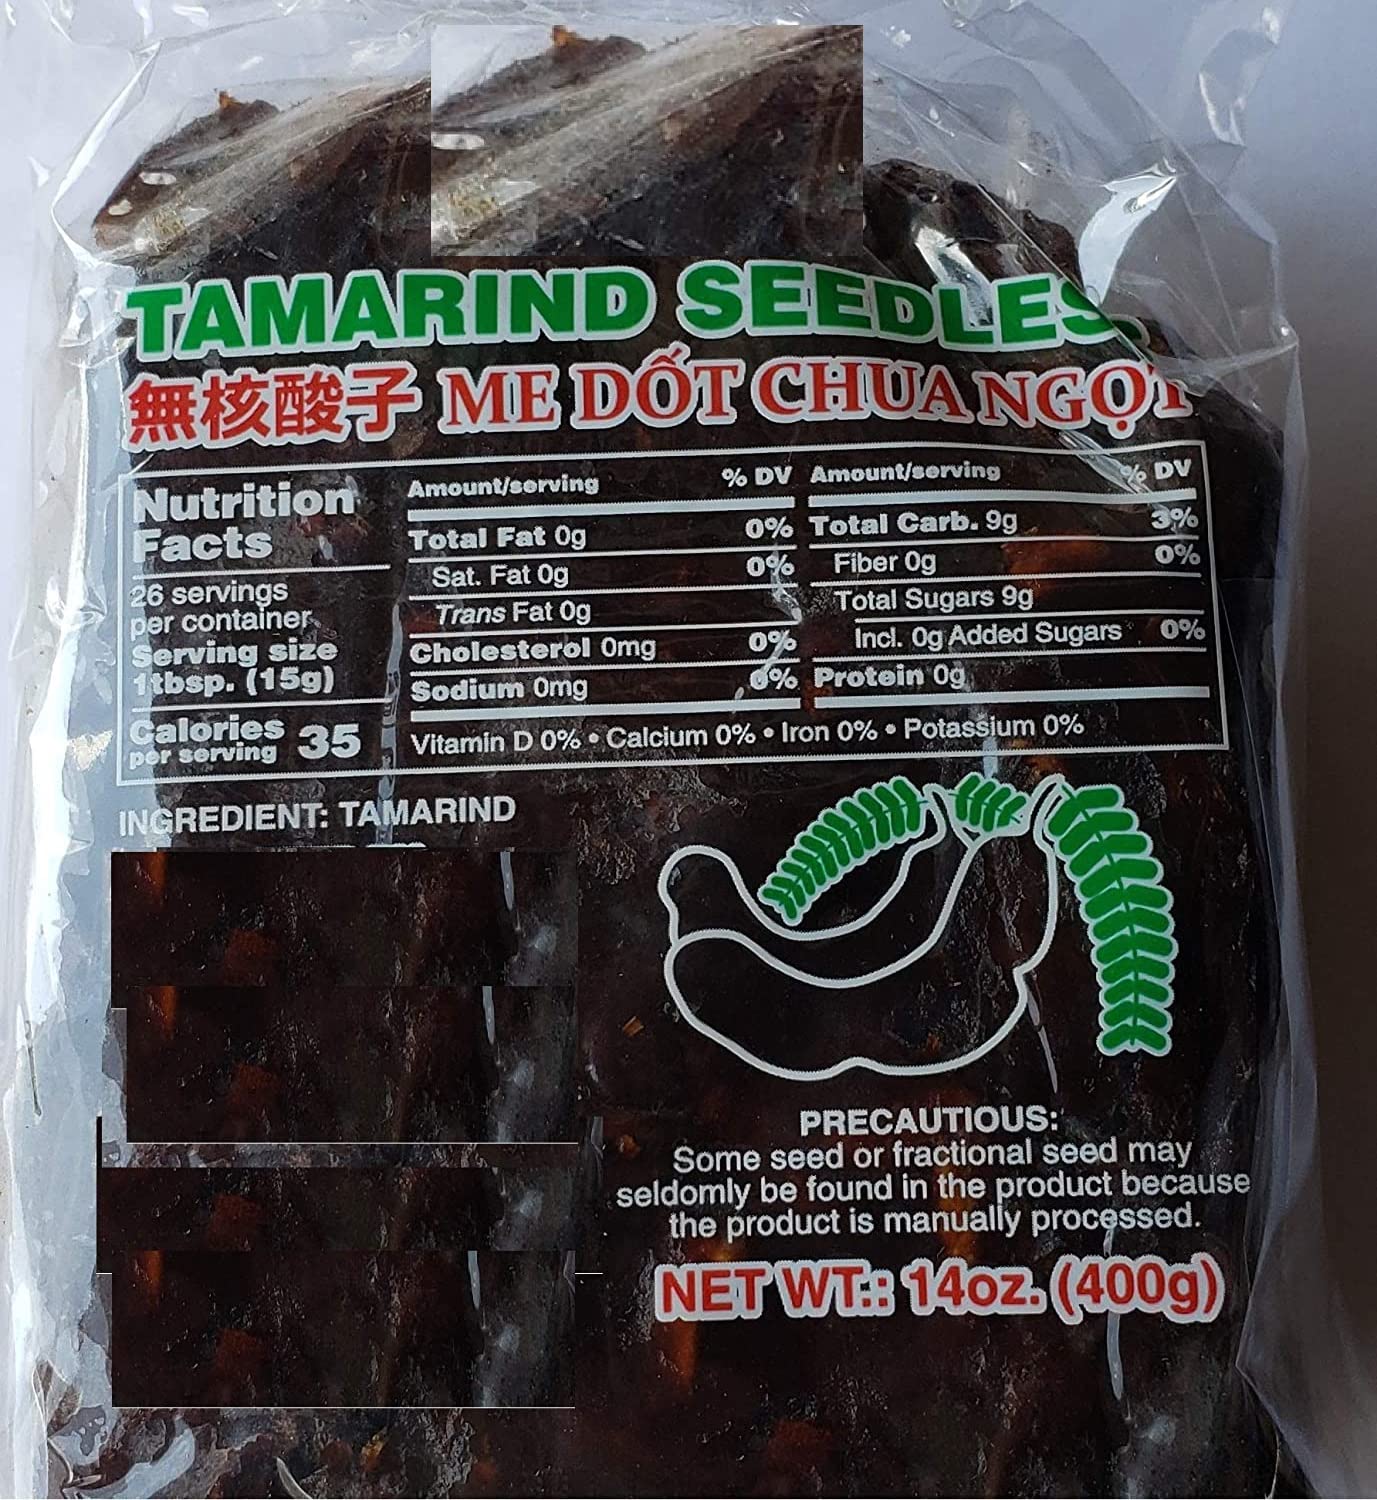 TAMARIND SEEDLES
無核酸子 ME DỐT CHUA NGỌT
Nutrition
Facts
26 servings
per container
Serving size
1tbsp. (15g)
Calories
per serving 35
Amount/serving % DV
Total Fat 0g 0%
Sat. Fat 0g 0%
Trans Fat 0g
Cholesterol 0mg 0%
Sodium 0mg 0%
Amount/serving % DV
Total Carb. 9g 3%
Fiber 0g 0%
Total Sugars 9g
Incl. 0g Added Sugars 0%
Protein 0g
Vitamin D 0% • Calcium 0% • Iron 0% • Potassium 0%
INGREDIENT: TAMARIND
PRECAUTIOUS:
Some seed or fractional seed may
seldomly be found in the product because
the product is manually processed.
NET WT.: 14oz. (400g)